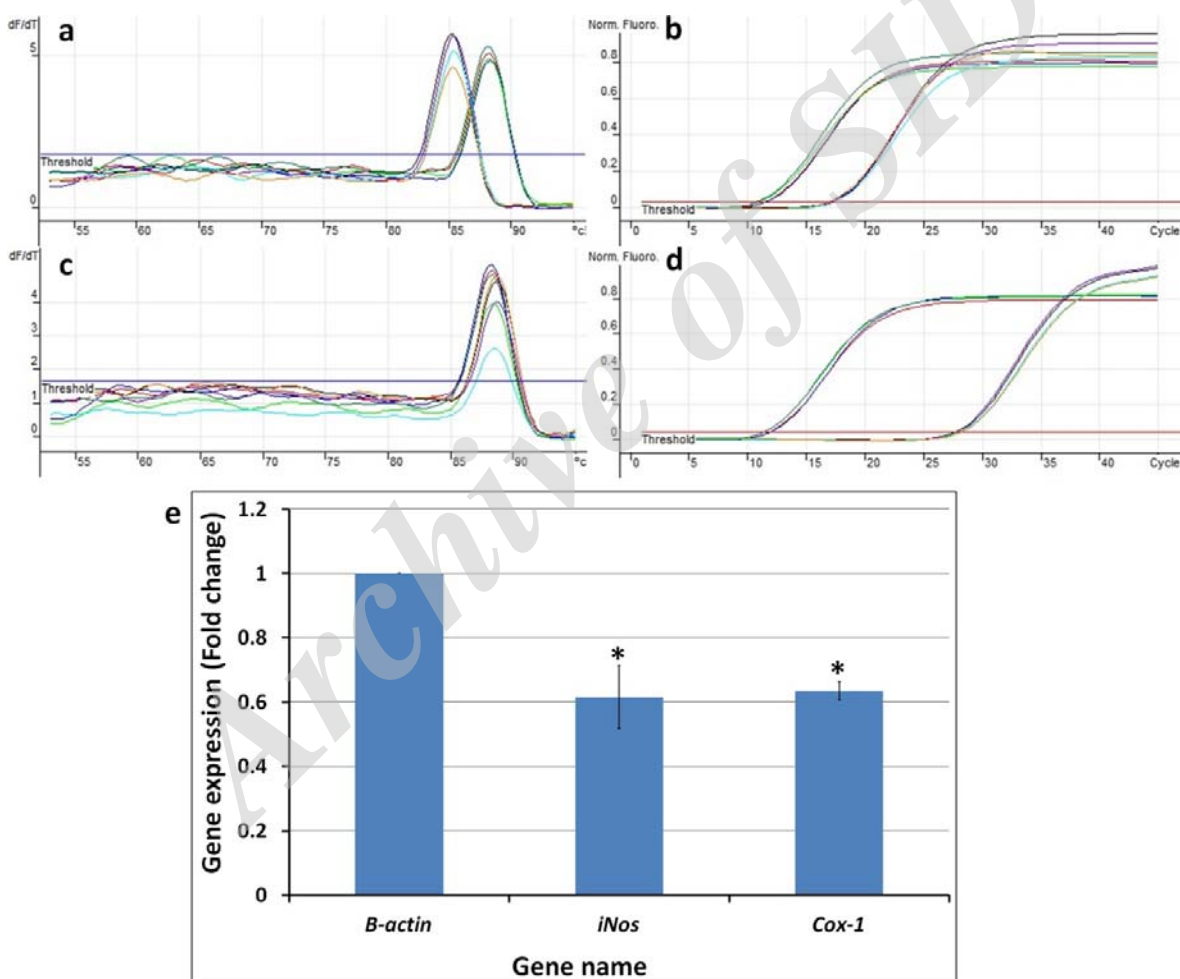 dF/dT
a
5
Threshold
0
55 60 65 70 75 80 85 90 °c
Norm. Fluoro.
b
0.8
0.6
0.4
0.2
0
Threshold
0 5 10 15 20 25 30 35 40 Cycle
dF/dT
c
4
3
2
Threshold
1
0
55 60 65 70 75 80 85 90 °c
Norm. Fluoro.
d
0.8
0.6
0.4
0.2
0
Threshold
0 5 10 15 20 25 30 35 40 Cycle
e
Gene expression (Fold change)
1.2
1
0.8
0.6
0.4
0.2
0
*
*
B-actin iNos Cox-1
Gene name
Archive of SID